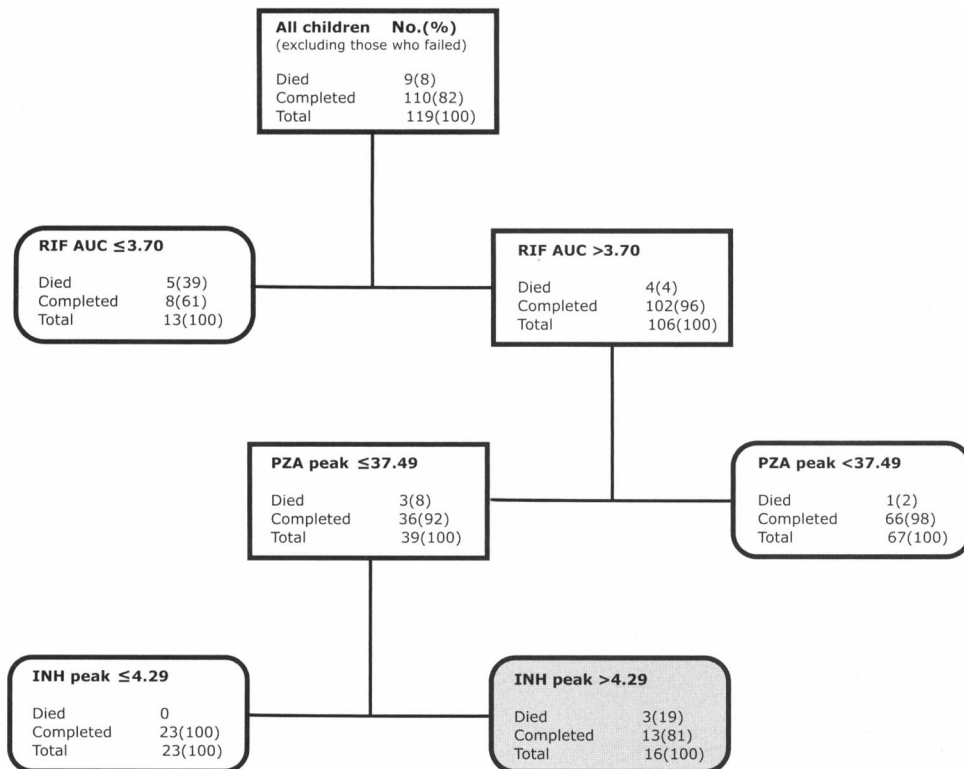 All children No.(%)
(excluding those who failed)
Died 9(8)
Completed 110(82)
Total 119(100)
RIF AUC ≤3.70
Died 5(39)
Completed 8(61)
Total 13(100)
RIF AUC >3.70
Died 4(4)
Completed 102(96)
Total 106(100)
PZA peak ≤37.49
Died 3(8)
Completed 36(92)
Total 39(100)
PZA peak <37.49
Died 1(2)
Completed 66(98)
Total 67(100)
INH peak ≤4.29
Died 0
Completed 23(100)
Total 23(100)
INH peak >4.29
Died 3(19)
Completed 13(81)
Total 16(100)